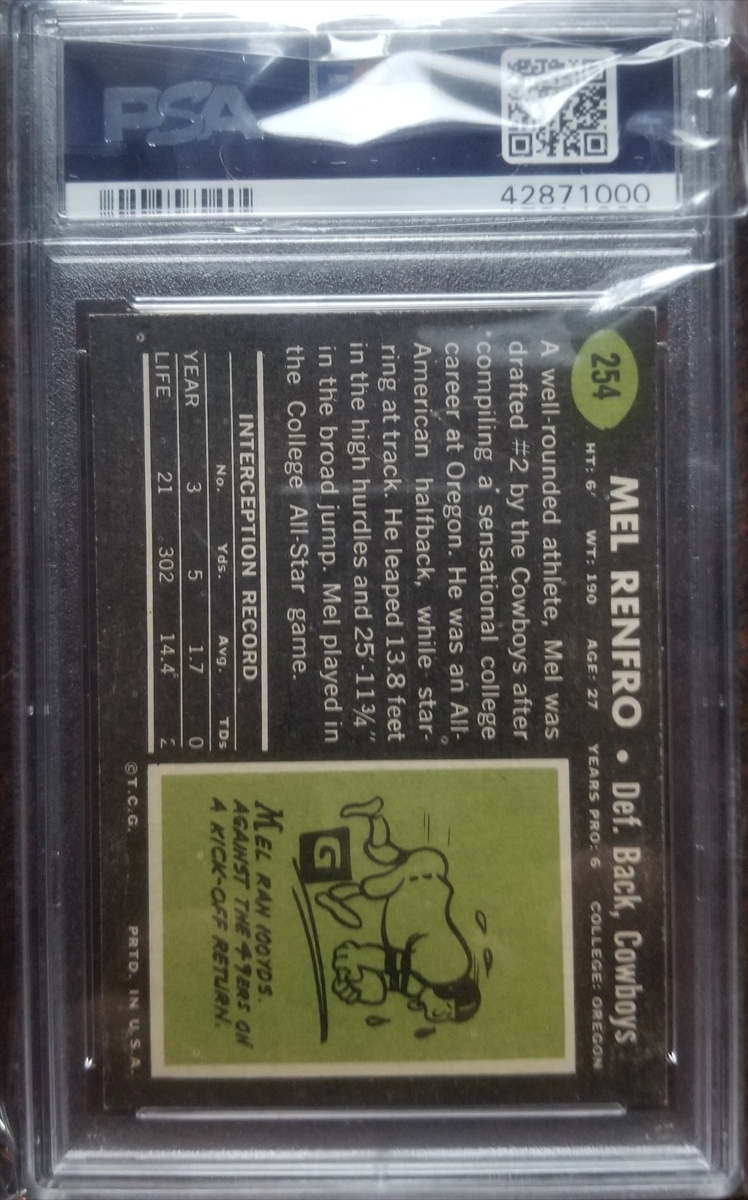 PSA
42871000
254
MEL RENFRO • Def. Back, Cowboys
HT: 6' WT: 190 AGE: 27 YEARS PRO: 6 COLLEGE: OREGON
A well-rounded athlete, Mel was
drafted #2 by the Cowboys after
compiling a sensational college
career at Oregon. He was an All-
American halfback, while star-
ring at track. He leaped 13.8 feet
in the high hurdles and 25'-11¾"
in the broad jump. Mel played in
the College All-Star game.
INTERCEPTION RECORD
No. Yds. Avg. TDs
YEAR 3 5 1.7 0
LIFE 21 302 14.4 2
G
MEL RAN 100 YDS.
AGAINST THE 49ERS ON
A KICK-OFF RETURN.
©T.C.G. PRTD. IN U.S.A.